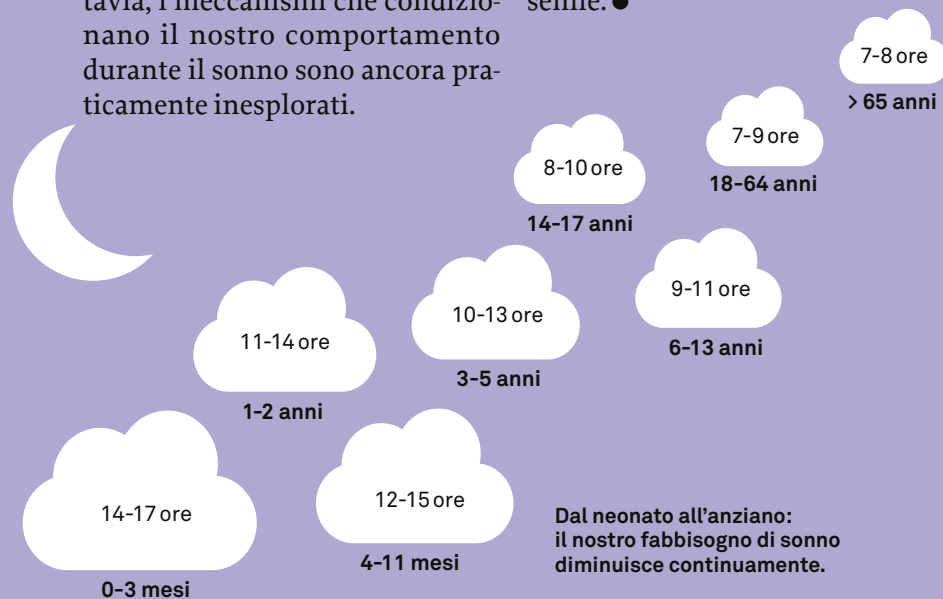 nano il nostro comportamento
durante il sonno sono ancora pra-
ticamente inesplorati.
senile. ●
7-8 ore
> 65 anni
7-9 ore
18-64 anni
8-10 ore
14-17 anni
9-11 ore
6-13 anni
10-13 ore
3-5 anni
11-14 ore
1-2 anni
12-15 ore
4-11 mesi
14-17 ore
0-3 mesi
Dal neonato all’anziano:
il nostro fabbisogno di sonno
diminuisce continuamente.